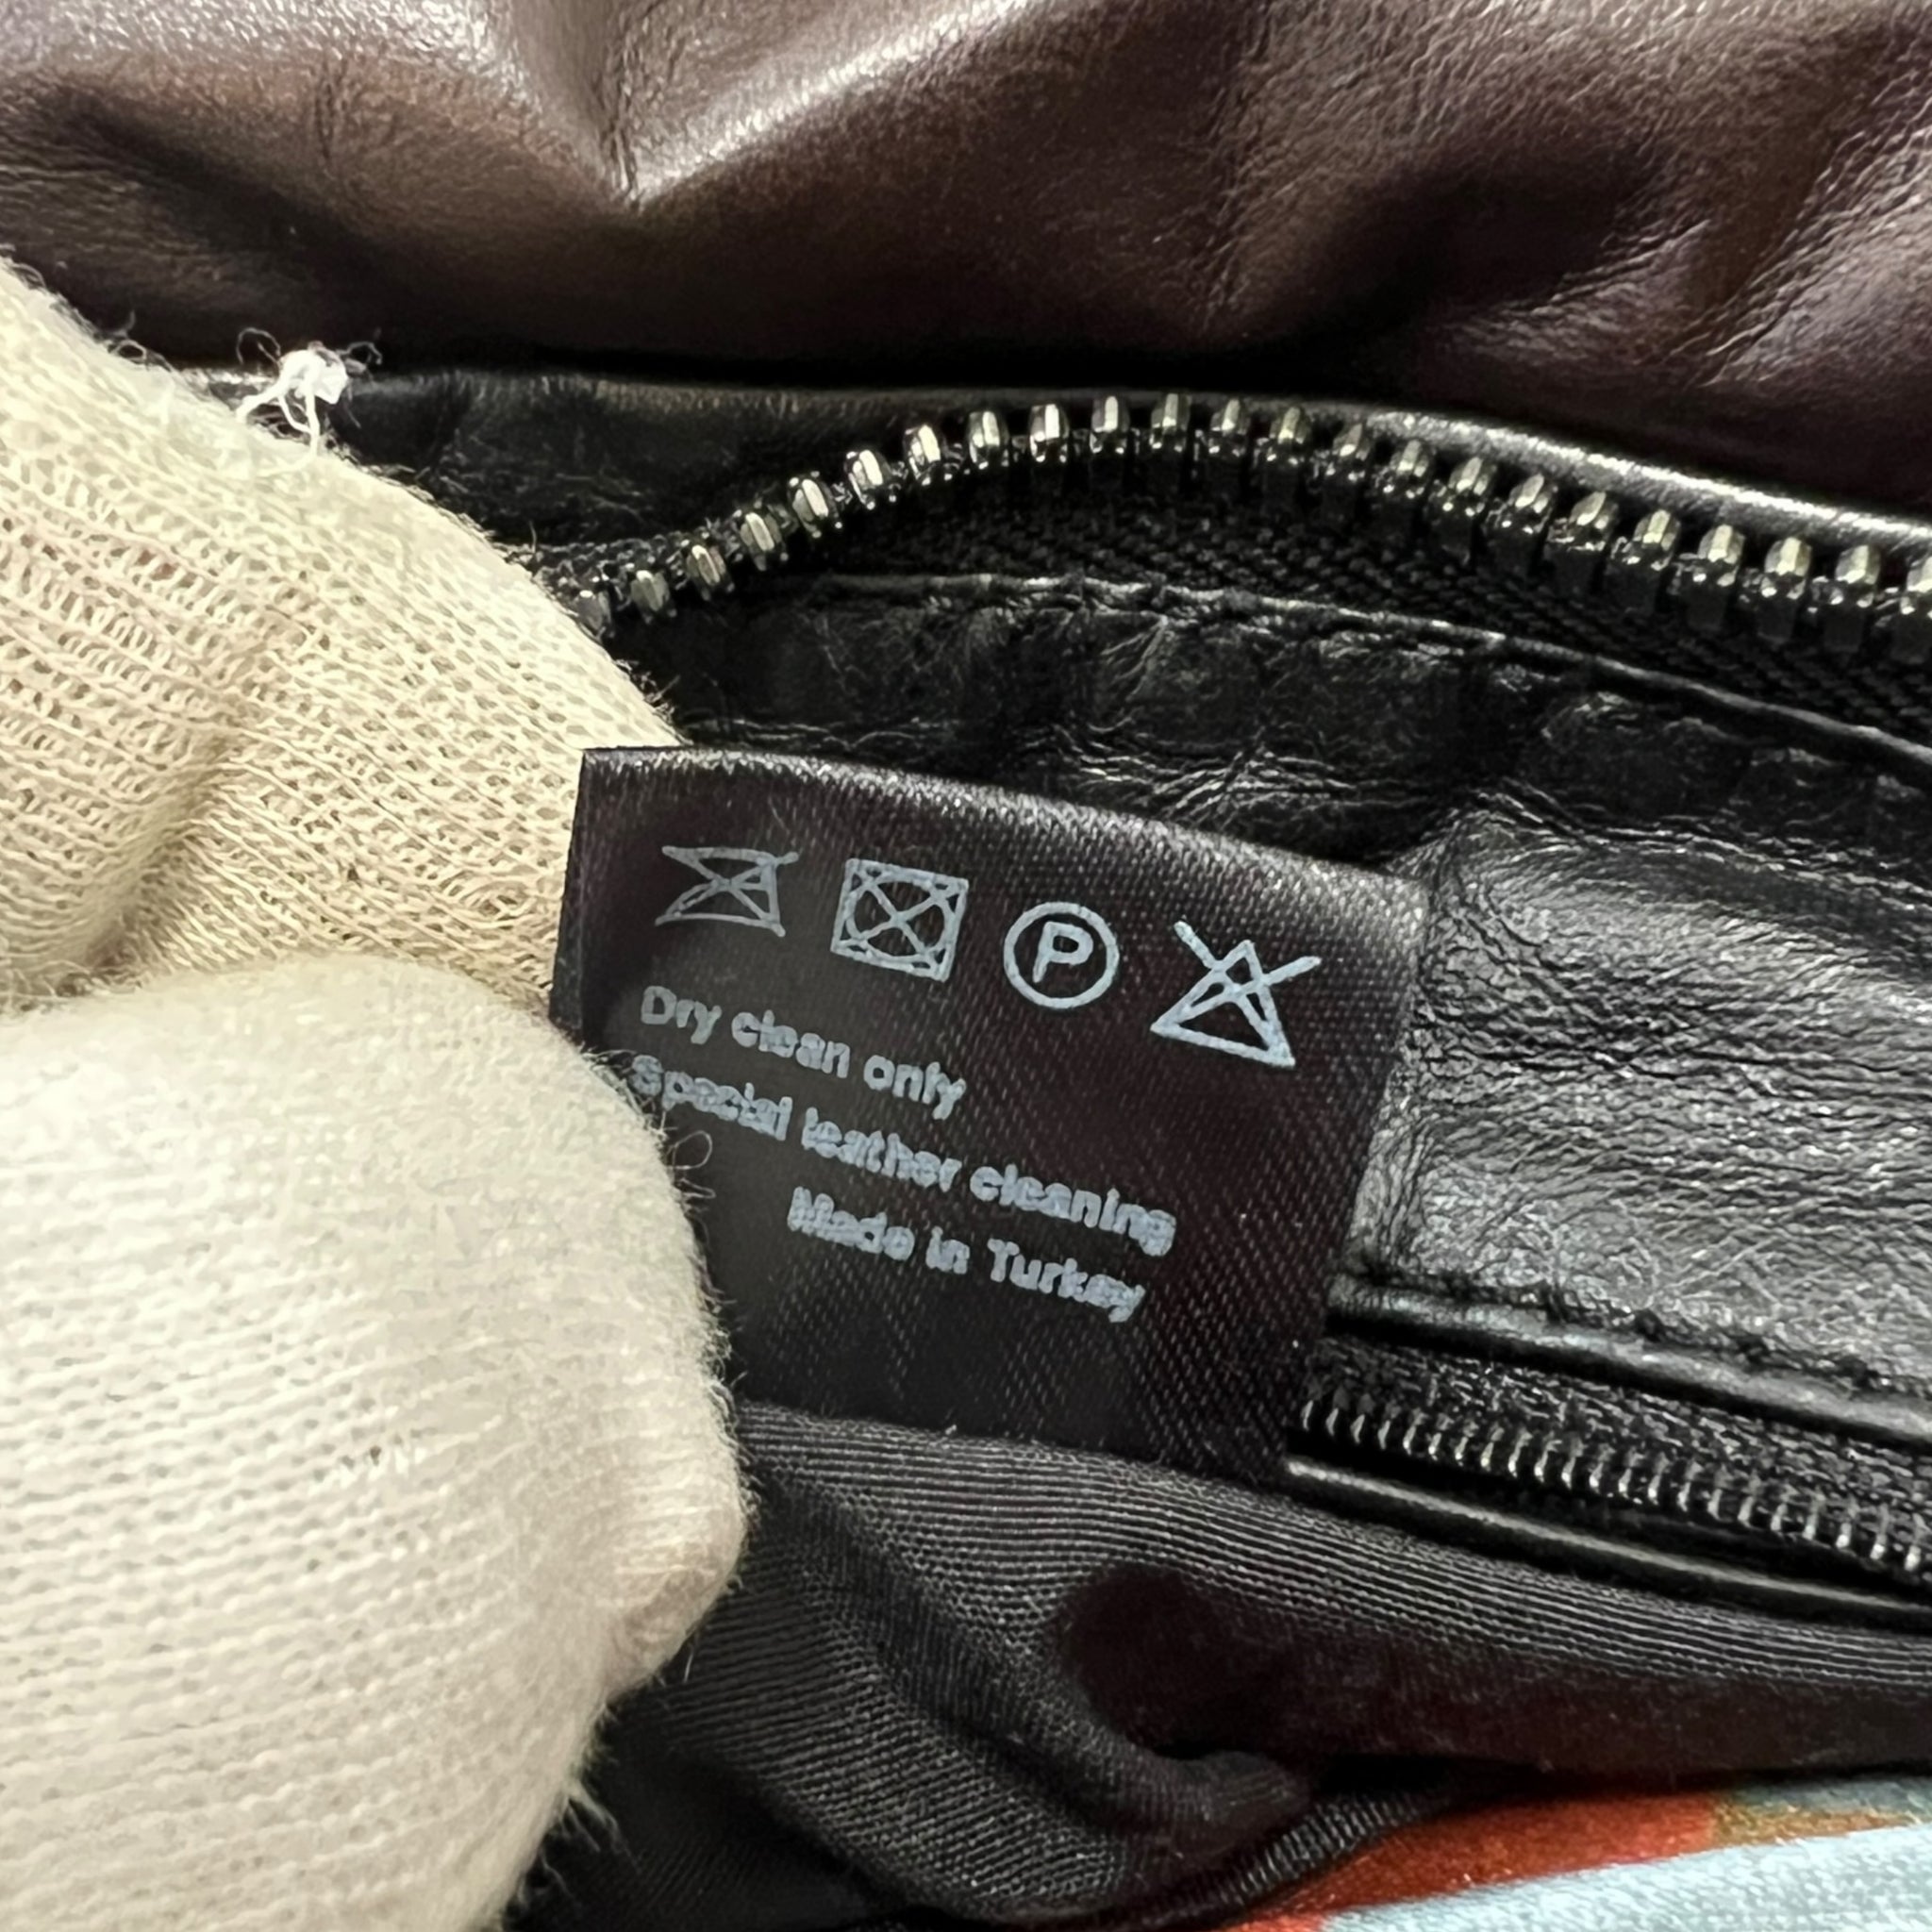 P
Dry clean only
special leather cleaning
Made in Turkey